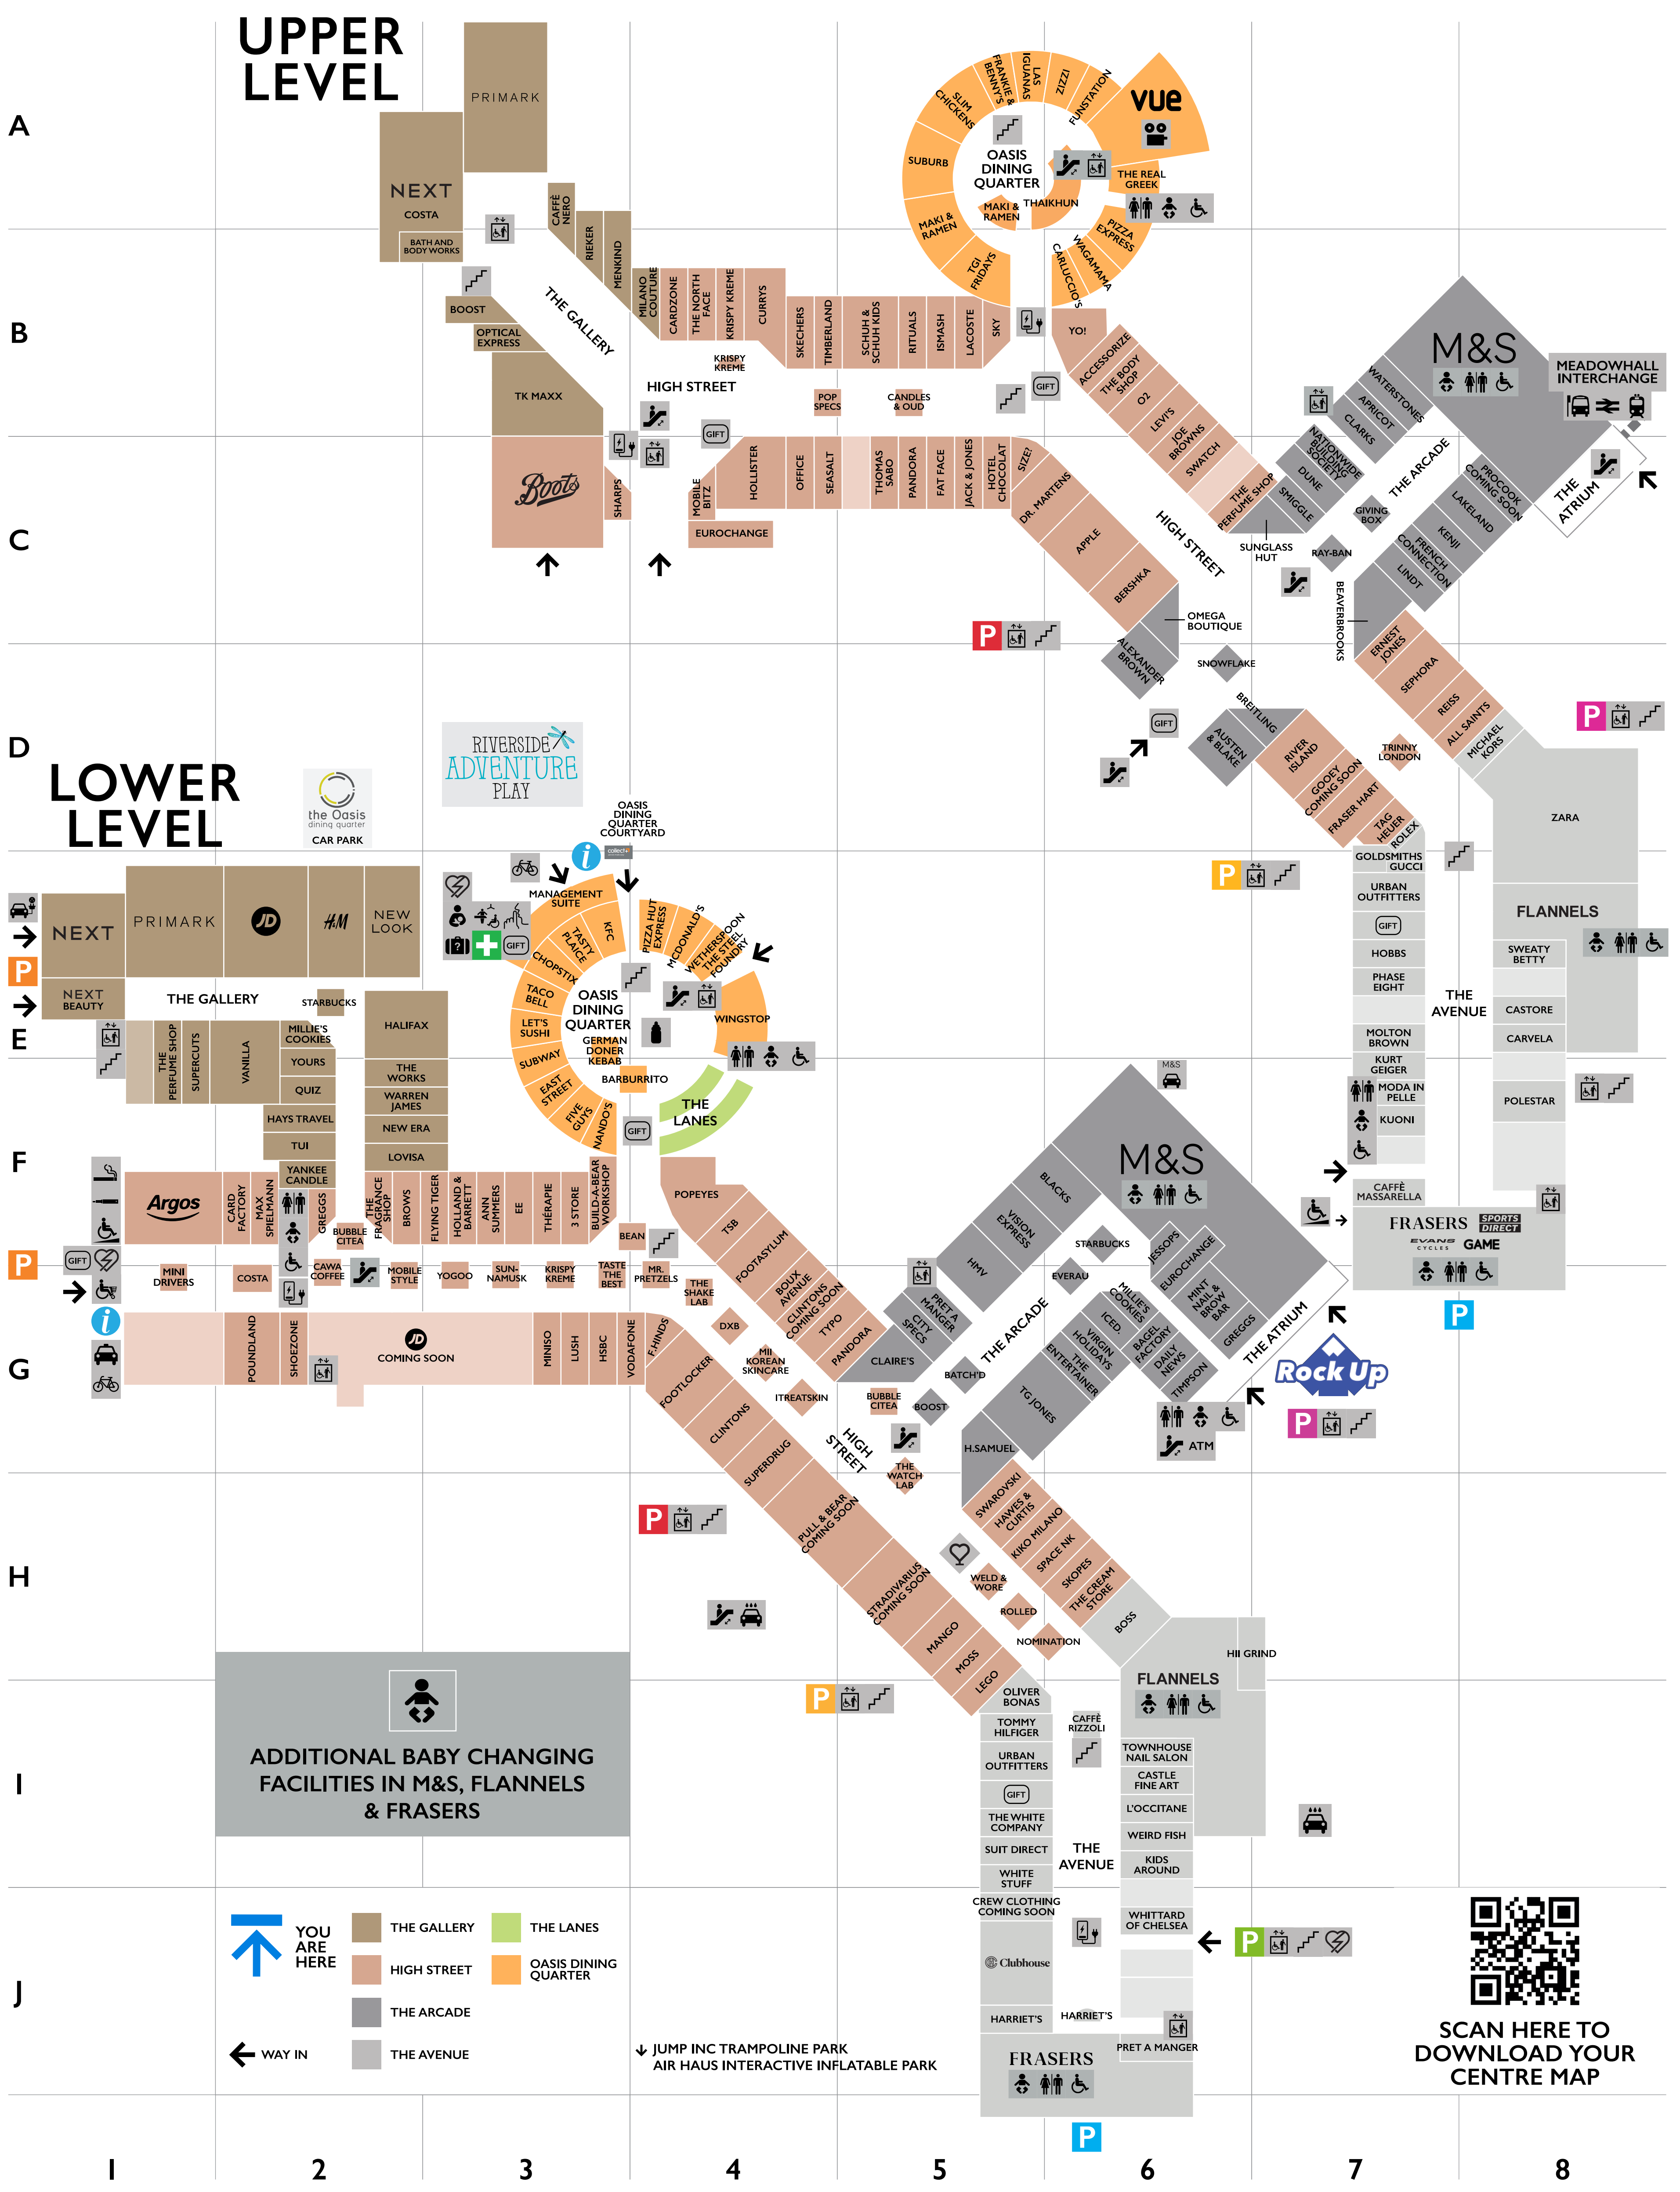 UPPER
LEVEL
A
PRIMARK
NEXT
COSTA
BATH AND
BODY WORKS
CAFFÈ
NERO
RIEKER
MENKIND
MILANO
COUTURE
BOOST
OPTICAL
EXPRESS
TK MAXX
THE GALLERY
SLIM
CHICKENS
FRANKIE &
BENNY'S
LAS
IGUANAS
ZIZZI
FUNSTATION
VUE
SUBURB
OASIS
DINING
QUARTER
THE REAL
GREEK
MAKI &
RAMEN
THAIKHUN
MAKI &
RAMEN
TGI
FRIDAYS
PIZZA
EXPRESS
WAGAMAMA
CARLUCCIO'S
B
CARDZONE
THE NORTH
FACE
KRISPY KREME
CURRYS
SKECHERS
TIMBERLAND
SCHUH &
SCHUH KIDS
RITUALS
ISMASH
LACOSTE
SKY
KRISPY
KREME
HIGH STREET
POP
SPECS
CANDLES
& OUD
GIFT
GIFT
YO!
ACCESSORIZE
THE BODY
SHOP
O2
LEVI'S
JOE
BROWNS
SWATCH
THE
PERFUME SHOP
M&S
MEADOWHALL
INTERCHANGE
WATERSTONES
APRICOT
CLARKS
NATIONWIDE
BUILDING
SOCIETY
DUNE
SMIGGLE
SUNGLASS
HUT
THE ARCADE
GIVING
BOX
RAY-BAN
PROCOOK
COMING SOON
LAKELAND
KENJI
FRENCH
CONNECTION
LINDT
BEAVERBROOKS
THE
ATRIUM
C
Boots
SHARPS
MOBILE
BITZ
EUROCHANGE
HOLLISTER
OFFICE
SEASALT
THOMAS
SABO
PANDORA
FAT FACE
JACK & JONES
HOTEL
CHOCOLAT
SIZE?
DR. MARTENS
APPLE
BERSHKA
HIGH STREET
OMEGA
BOUTIQUE
ALEXANDER
BROWN
SNOWFLAKE
P
GIFT
BREITLING
AUSTEN
& BLAKE
RIVER
ISLAND
GOOEY
COMING SOON
FRASER HART
TAG
HEUER
ROLEX
TRINNY
LONDON
ERNEST
JONES
SEPHORA
REISS
ALL SAINTS
MICHAEL
KORS
P
D
ZARA
GOLDSMITHS
GUCCI
URBAN
OUTFITTERS
GIFT
HOBBS
PHASE
EIGHT
MOLTON
BROWN
KURT
GEIGER
MODA IN
PELLE
KUONI
CAFFÈ
MASSARELLA
THE
AVENUE
FLANNELS
SWEATY
BETTY
CASTORE
CARVELA
POLESTAR
FRASERS
SPORTS
DIRECT
EVANS
CYCLES
GAME
P
P
LOWER
LEVEL
the Oasis
dining quarter
CAR PARK
RIVERSIDE
ADVENTURE
PLAY
OASIS
DINING
QUARTER
COURTYARD
i
collect+
MANAGEMENT
SUITE
P
NEXT
PRIMARK
JD
H&M
NEW
LOOK
NEXT
BEAUTY
THE GALLERY
STARBUCKS
HALIFAX
E
THE
PERFUME SHOP
SUPERCUTS
VANILLA
MILLIE'S
COOKIES
YOURS
QUIZ
HAYS TRAVEL
TUI
YANKEE
CANDLE
THE
WORKS
WARREN
JAMES
NEW ERA
LOVISA
GIFT
CHOPSTIX
TASTY
PLAICE
KFC
PIZZA HUT
EXPRESS
MCDONALD'S
WETHERSPOON
THE STEEL
FOUNDRY
TACO
BELL
LET'S
SUSHI
SUBWAY
EAST
STREET
FIVE
GUYS
NANDO'S
OASIS
DINING
QUARTER
GERMAN
DONER
KEBAB
BARBURRITO
WINGSTOP
THE
LANES
GIFT
F
Argos
CARD
FACTORY
MAX
SPIELMANN
GREGGS
BUBBLE
CITEA
THE
FRAGRANCE
SHOP
BROWS
FLYING TIGER
HOLLAND &
BARRETT
ANN
SUMMERS
EE
THÉRAPIE
3 STORE
BUILD-A-BEAR
WORKSHOP
BEAN
P
GIFT
MINI
DRIVERS
COSTA
CAWA
COFFEE
MOBILE
STYLE
YOGOO
SUN-
NAMUSK
KRISPY
KREME
TASTE
THE
BEST
MR.
PRETZELS
THE
SHAKE
LAB
i
G
POUNDLAND
SHOEZONE
JD
COMING SOON
MINISO
LUSH
HSBC
VODAFONE
F.HINDS
FOOTLOCKER
CLINTONS
SUPERDRUG
PULL & BEAR
COMING SOON
STRADIVARIUS
COMING SOON
MANGO
MOSS
LEGO
POPEYES
TSB
FOOTASYLUM
BOUX
AVENUE
CLINTONS
COMING SOON
TYPO
PANDORA
DXB
MII
KOREAN
SKINCARE
ITREATSKIN
HIGH
STREET
BUBBLE
CITEA
BOOST
BATCH'D
THE
WATCH
LAB
CLAIRE'S
CITY
SPECS
PRET A
MANGER
HMV
VISION
EXPRESS
BLACKS
M&S
M&S
STARBUCKS
EVERAU
THE ARCADE
JESSOPS
EUROCHANGE
MINT
NAIL &
BROW
BAR
GREGGS
MILLIE'S
COOKIES
ICED.
VIRGIN
HOLIDAYS
THE
ENTERTAINER
BAGEL
FACTORY
DAILY
NEWS
TIMPSON
TG JONES
H.SAMUEL
THE ATRIUM
Rock Up
P
ATM
H
P
SWAROVSKI
HAWES &
CURTIS
KIKO MILANO
SPACE NK
SKOPES
THE CREAM
STORE
BOSS
WELD &
WORE
ROLLED
NOMINATION
FLANNELS
HII GRIND
P
ADDITIONAL BABY CHANGING
FACILITIES IN M&S, FLANNELS
& FRASERS
I
OLIVER
BONAS
TOMMY
HILFIGER
URBAN
OUTFITTERS
GIFT
THE WHITE
COMPANY
SUIT DIRECT
WHITE
STUFF
CREW CLOTHING
COMING SOON
Clubhouse
HARRIET'S
CAFFÈ
RIZZOLI
THE
AVENUE
TOWNHOUSE
NAIL SALON
CASTLE
FINE ART
L'OCCITANE
WEIRD FISH
KIDS
AROUND
WHITTARD
OF CHELSEA
HARRIET'S
PRET A MANGER
FRASERS
P
P
J
YOU
ARE
HERE
WAY IN
THE GALLERY
HIGH STREET
THE ARCADE
THE AVENUE
THE LANES
OASIS DINING
QUARTER
JUMP INC TRAMPOLINE PARK
AIR HAUS INTERACTIVE INFLATABLE PARK
SCAN HERE TO
DOWNLOAD YOUR
CENTRE MAP
1 2 3 4 5 6 7 8